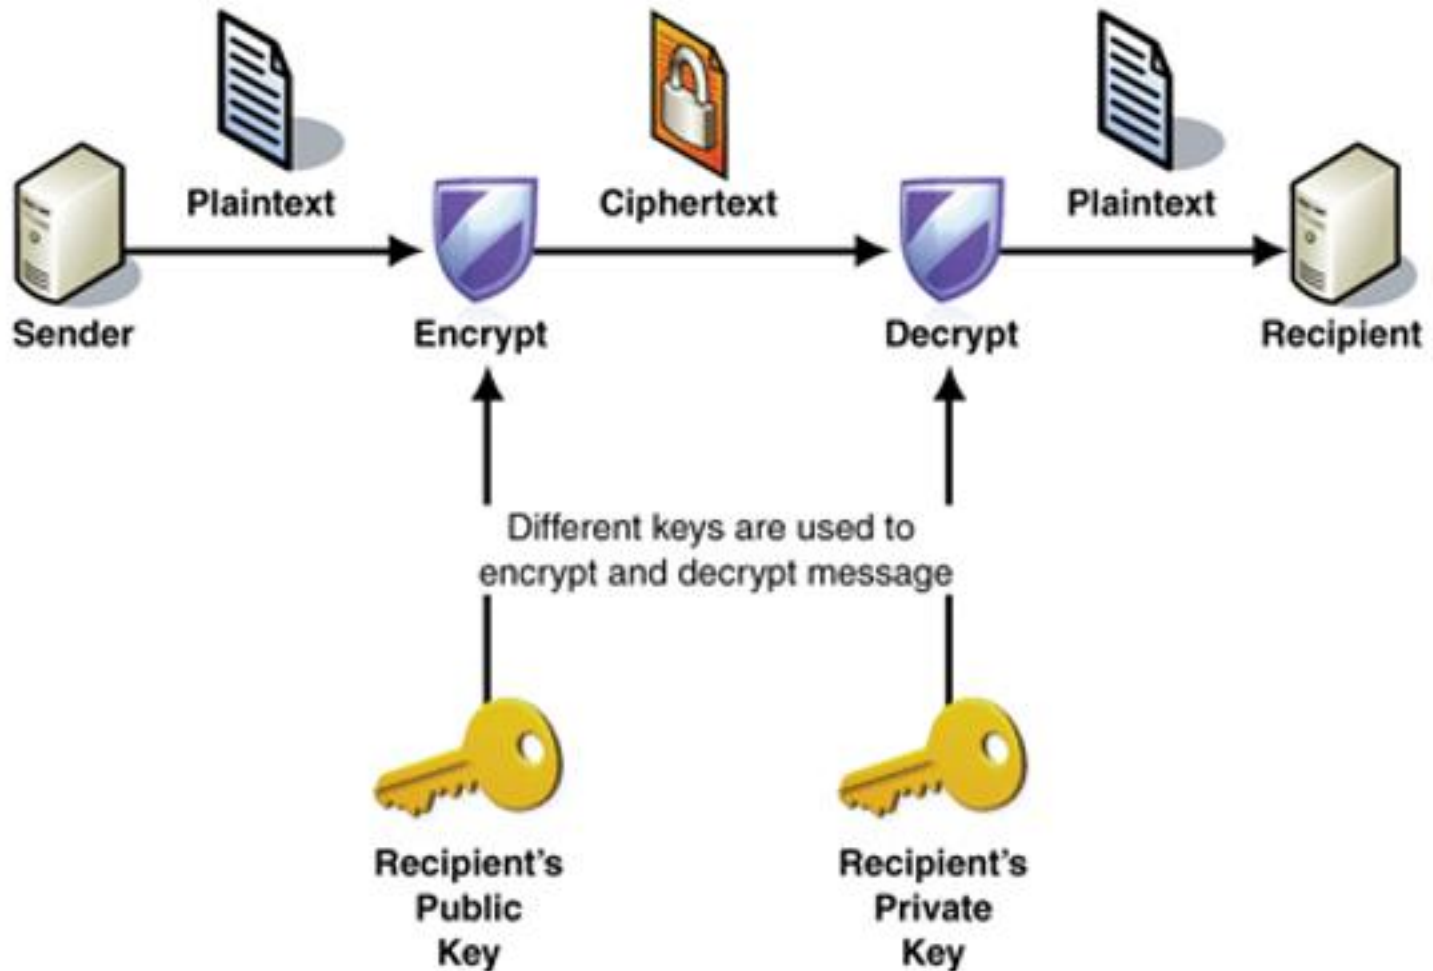 Plaintext
Ciphertext
Plaintext
Sender
Encrypt
Decrypt
Recipient
Different keys are used to
encrypt and decrypt message
Recipient's
Public
Key
Recipient's
Private
Key